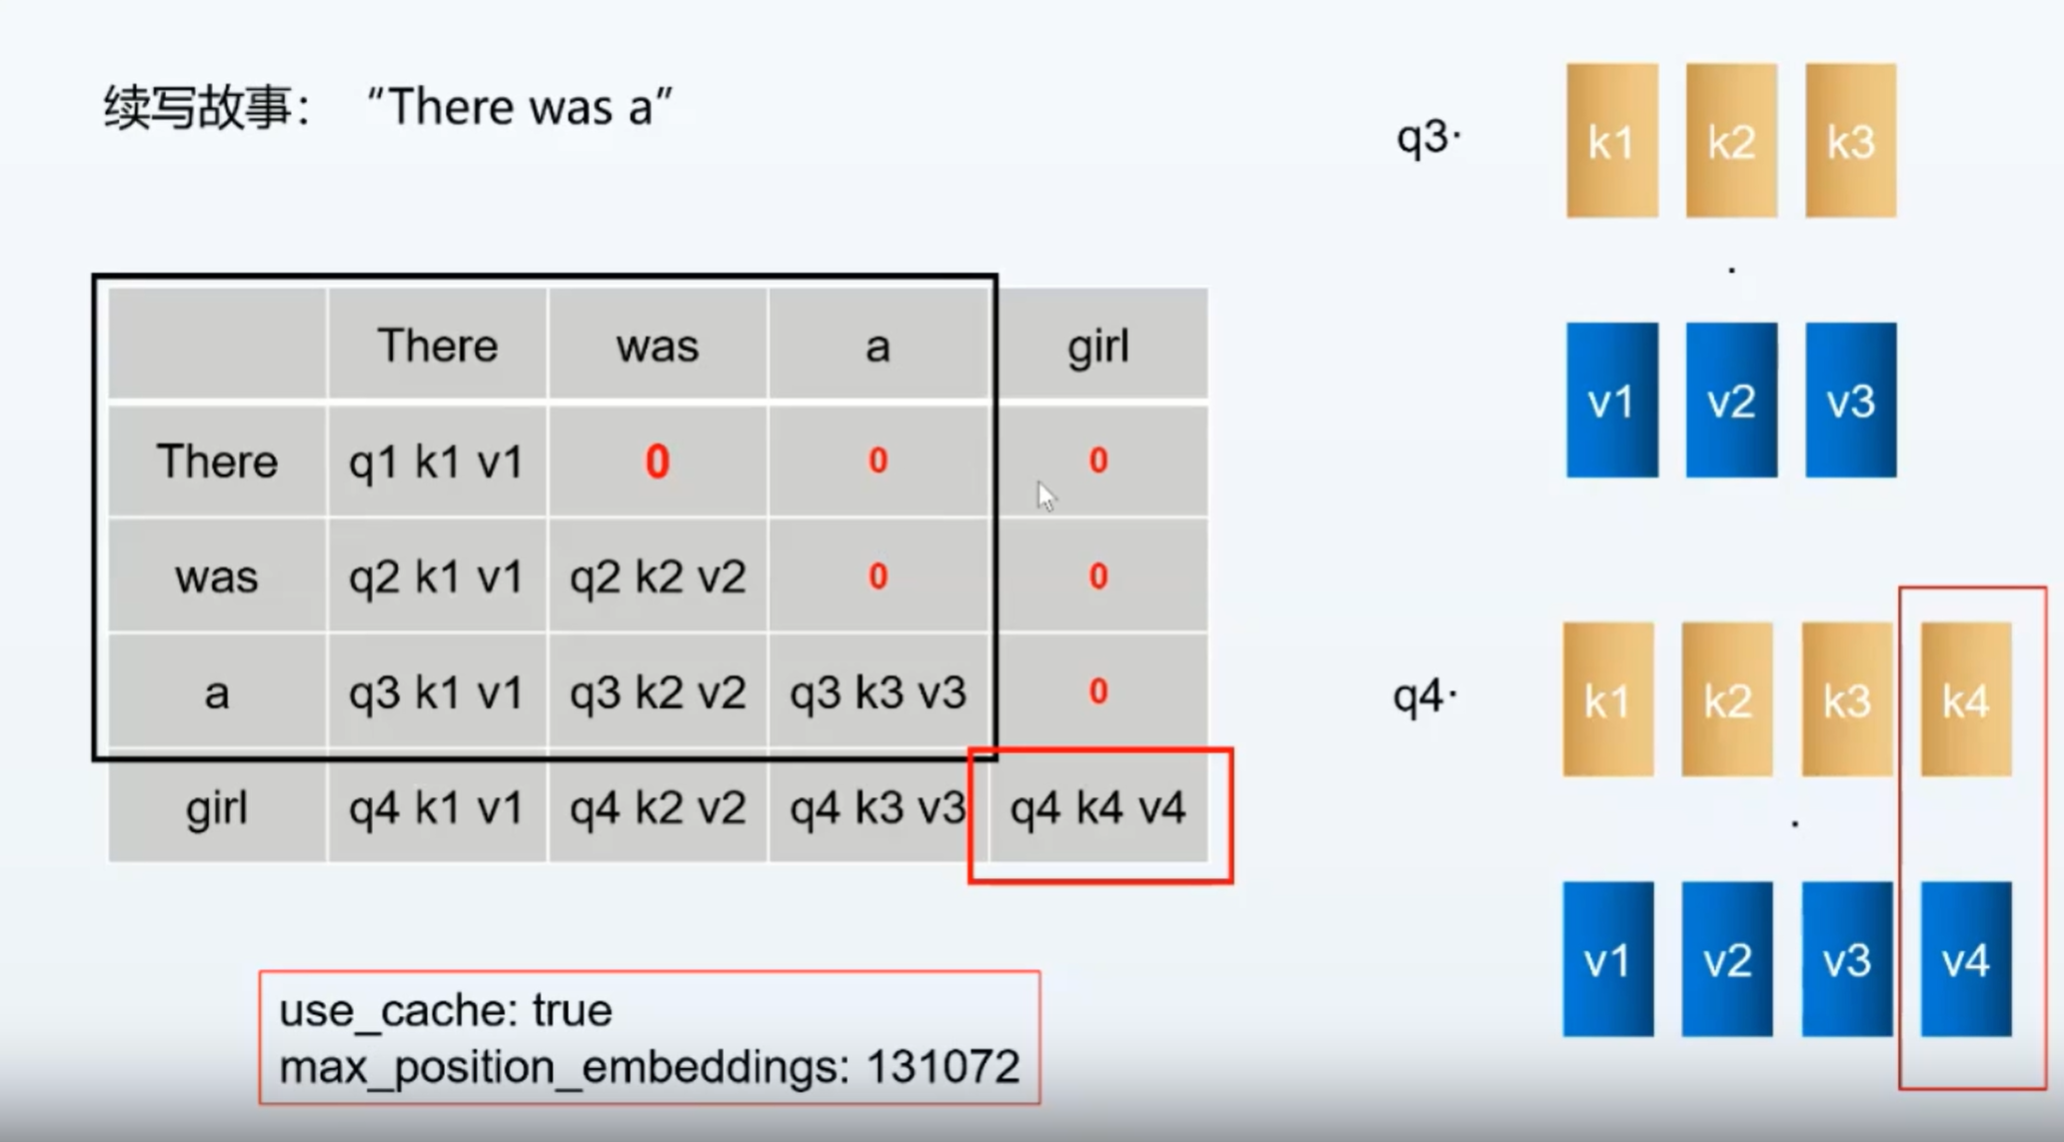 续写故事： “There was a”
There was a girl
There q1 k1 v1 0 0 0
was q2 k1 v1 q2 k2 v2 0 0
a q3 k1 v1 q3 k2 v2 q3 k3 v3 0
girl q4 k1 v1 q4 k2 v2 q4 k3 v3 q4 k4 v4
use_cache: true
max_position_embeddings: 131072
q3· k1 k2 k3
·
v1 v2 v3
q4· k1 k2 k3 k4
·
v1 v2 v3 v4